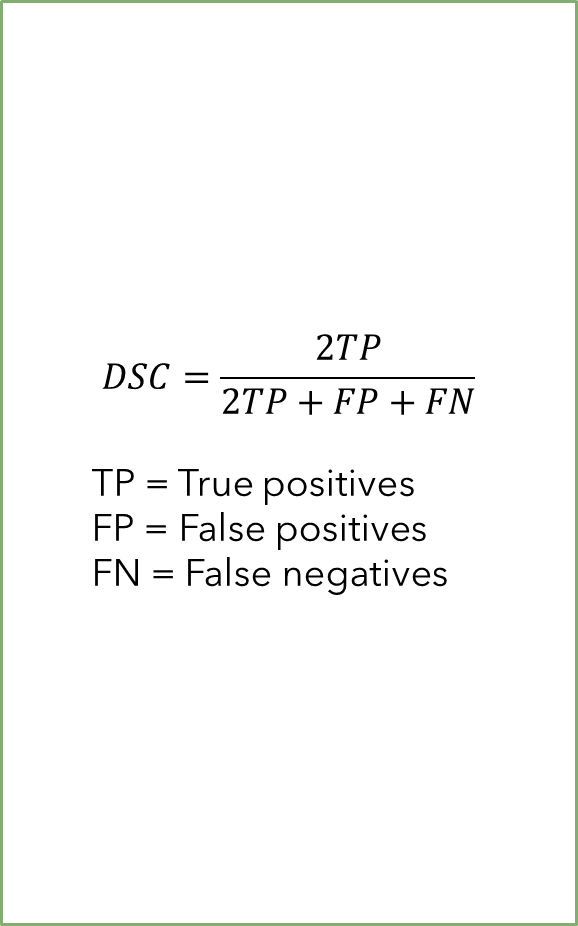 DSC = 2TP / 2TP + FP + FN
TP = True positives
FP = False positives
FN = False negatives